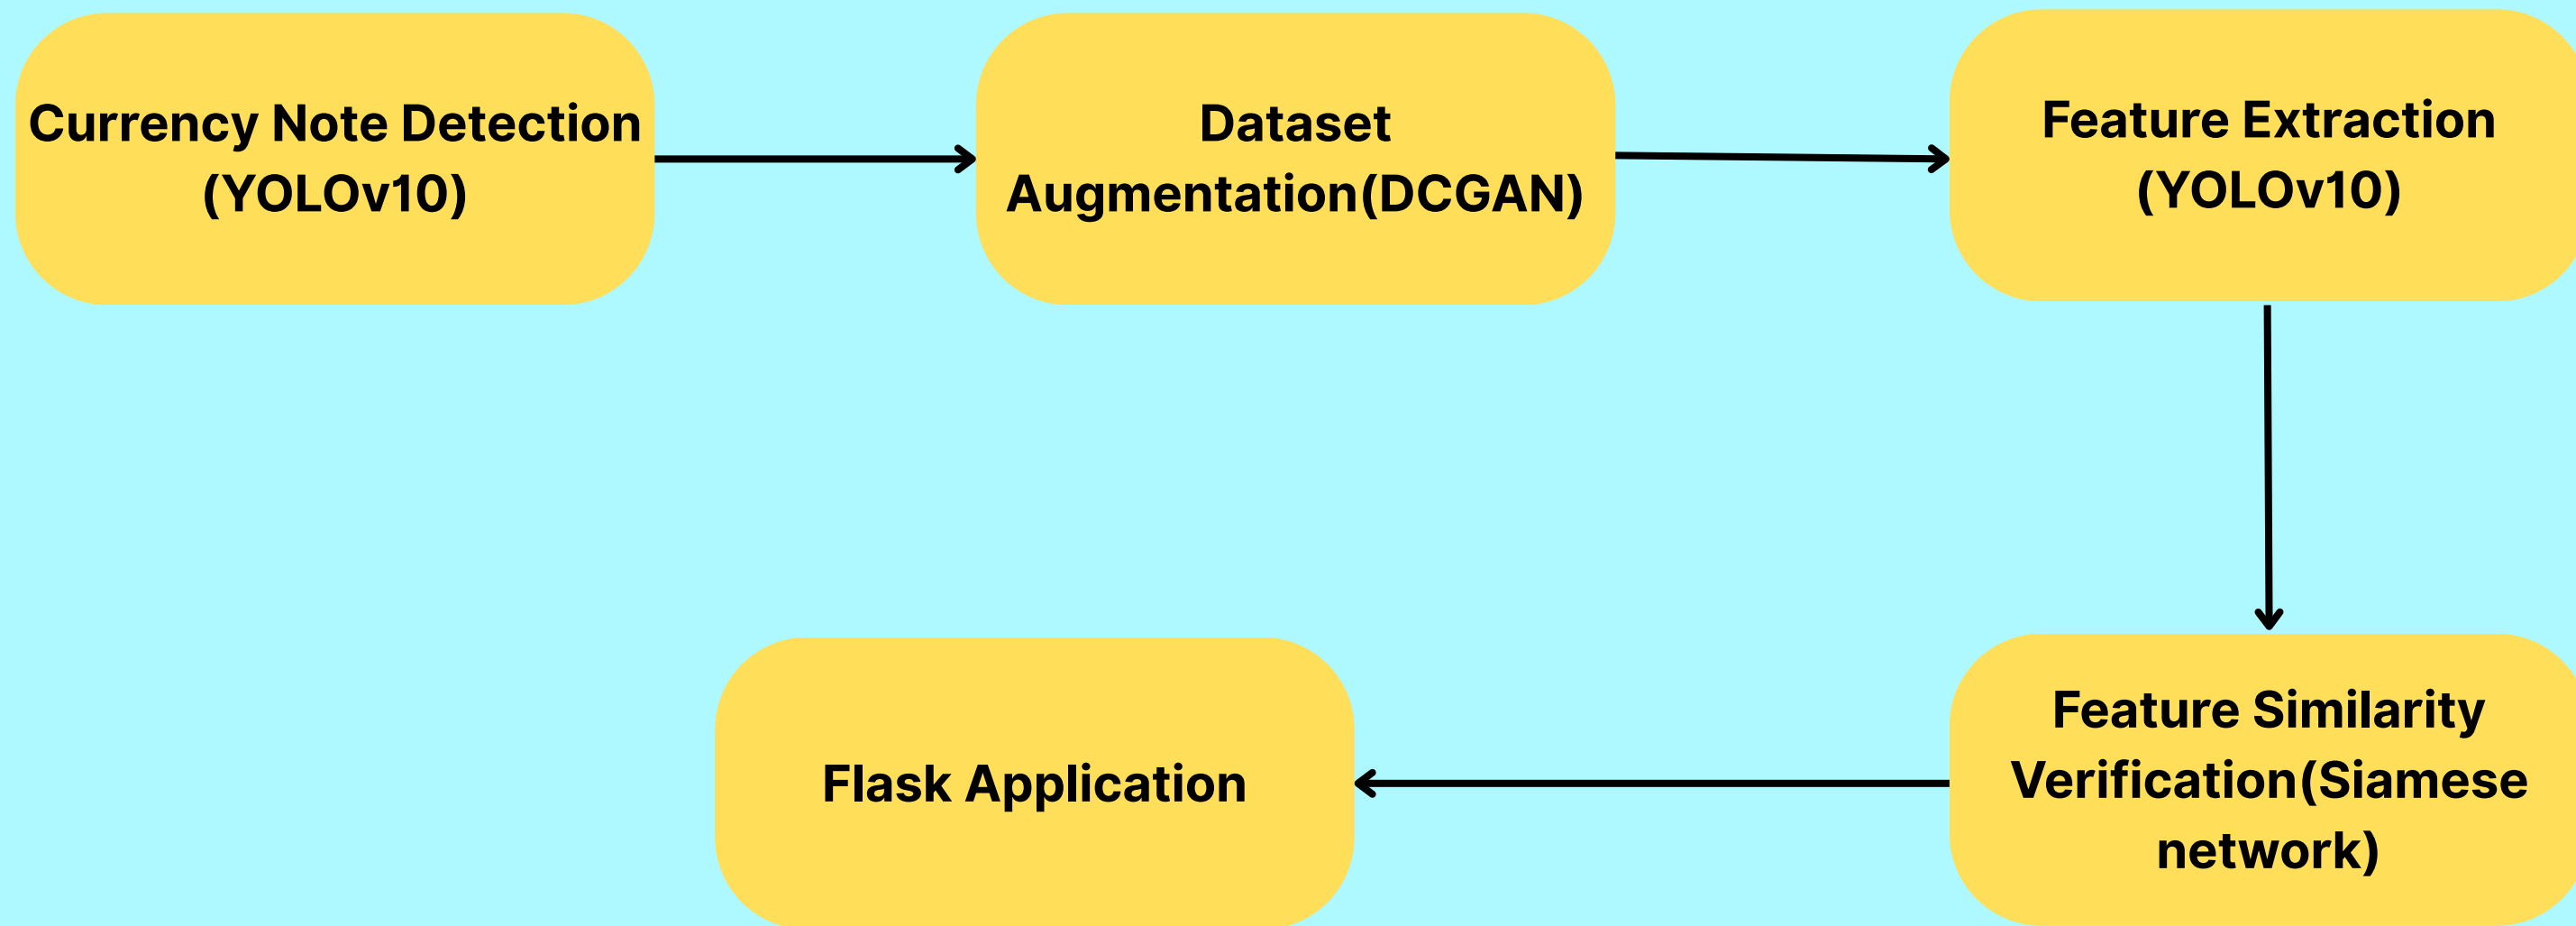 Currency Note Detection
(YOLOv10)
Dataset
Augmentation(DCGAN)
Feature Extraction
(YOLOv10)
Feature Similarity
Verification(Siamese
network)
Flask Application